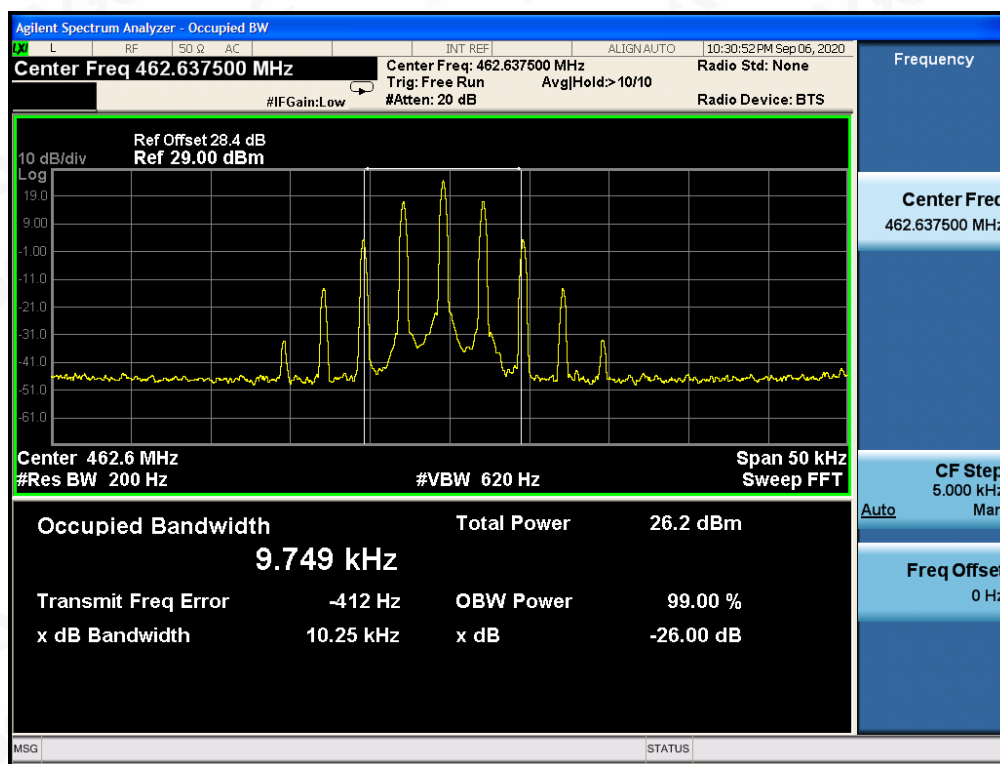 Agilent Spectrum Analyzer - Occupied BW
LXI L RF 50 Ω AC INT REF ALIGN AUTO 10:30:52 PM Sep 06, 2020
Center Freq 462.637500 MHz
Center Freq: 462.637500 MHz
Radio Std: None
Trig: Free Run Avg|Hold:> 10/10
#IFGain:Low
#Atten: 20 dB
Radio Device: BTS
Ref Offset 28.4 dB
10 dB/div Ref 29.00 dBm
Log
19.0
9.00
-1.00
-11.0
-21.0
-31.0
-41.0
-51.0
-61.0
Center 462.6 MHz Span 50 kHz
#Res BW 200 Hz #VBW 620 Hz Sweep FFT
Occupied Bandwidth
9.749 kHz
Total Power 26.2 dBm
Transmit Freq Error -412 Hz OBW Power 99.00 %
x dB Bandwidth 10.25 kHz x dB -26.00 dB
MSG STATUS
Frequency
Center Freq
462.637500 MHz
CF Step
5.000 kHz
Auto Man
Freq Offset
0 Hz